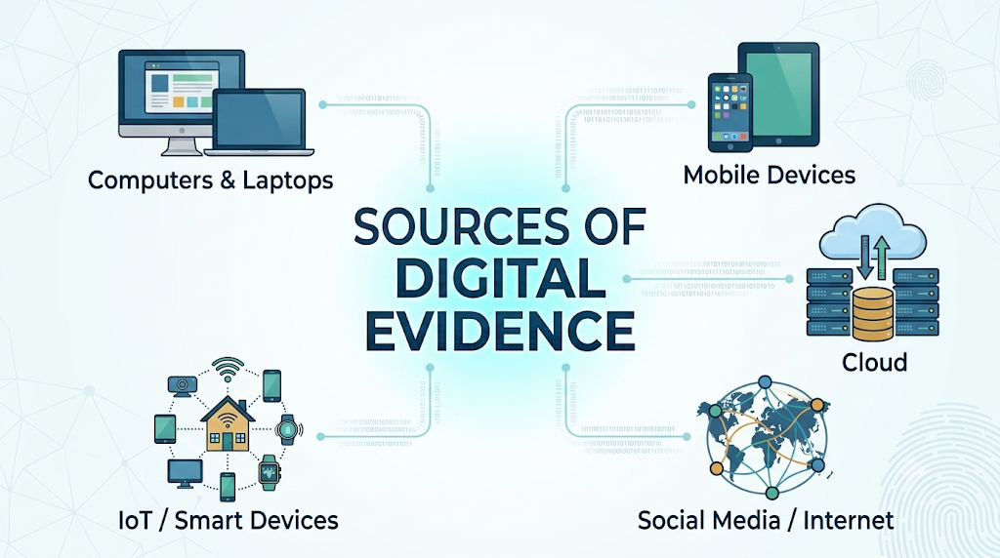 Computers & Laptops
Mobile Devices
SOURCES OF
DIGITAL
EVIDENCE
Cloud
IoT / Smart Devices
Social Media / Internet